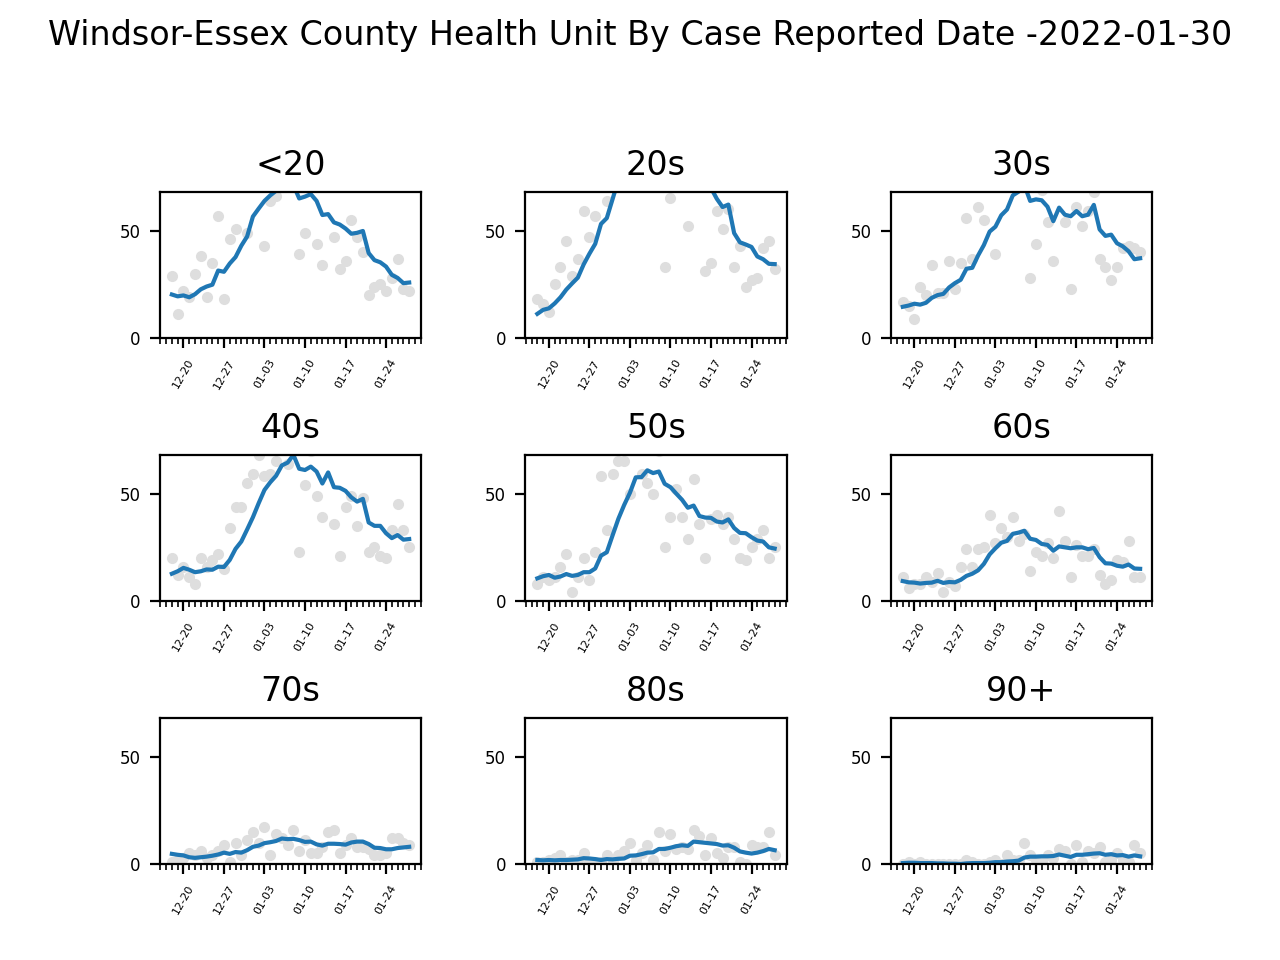 Windsor-Essex County Health Unit By Case Reported Date -2022-01-30
<20 20s 30s
50 50 50
0 0 0
12-20 12-27 01-03 01-10 01-17 01-24 12-20 12-27 01-03 01-10 01-17 01-24 12-20 12-27 01-03 01-10 01-17 01-24
40s 50s 60s
50 50 50
0 0 0
12-20 12-27 01-03 01-10 01-17 01-24 12-20 12-27 01-03 01-10 01-17 01-24 12-20 12-27 01-03 01-10 01-17 01-24
70s 80s 90+
50 50 50
0 0 0
12-20 12-27 01-03 01-10 01-17 01-24 12-20 12-27 01-03 01-10 01-17 01-24 12-20 12-27 01-03 01-10 01-17 01-24